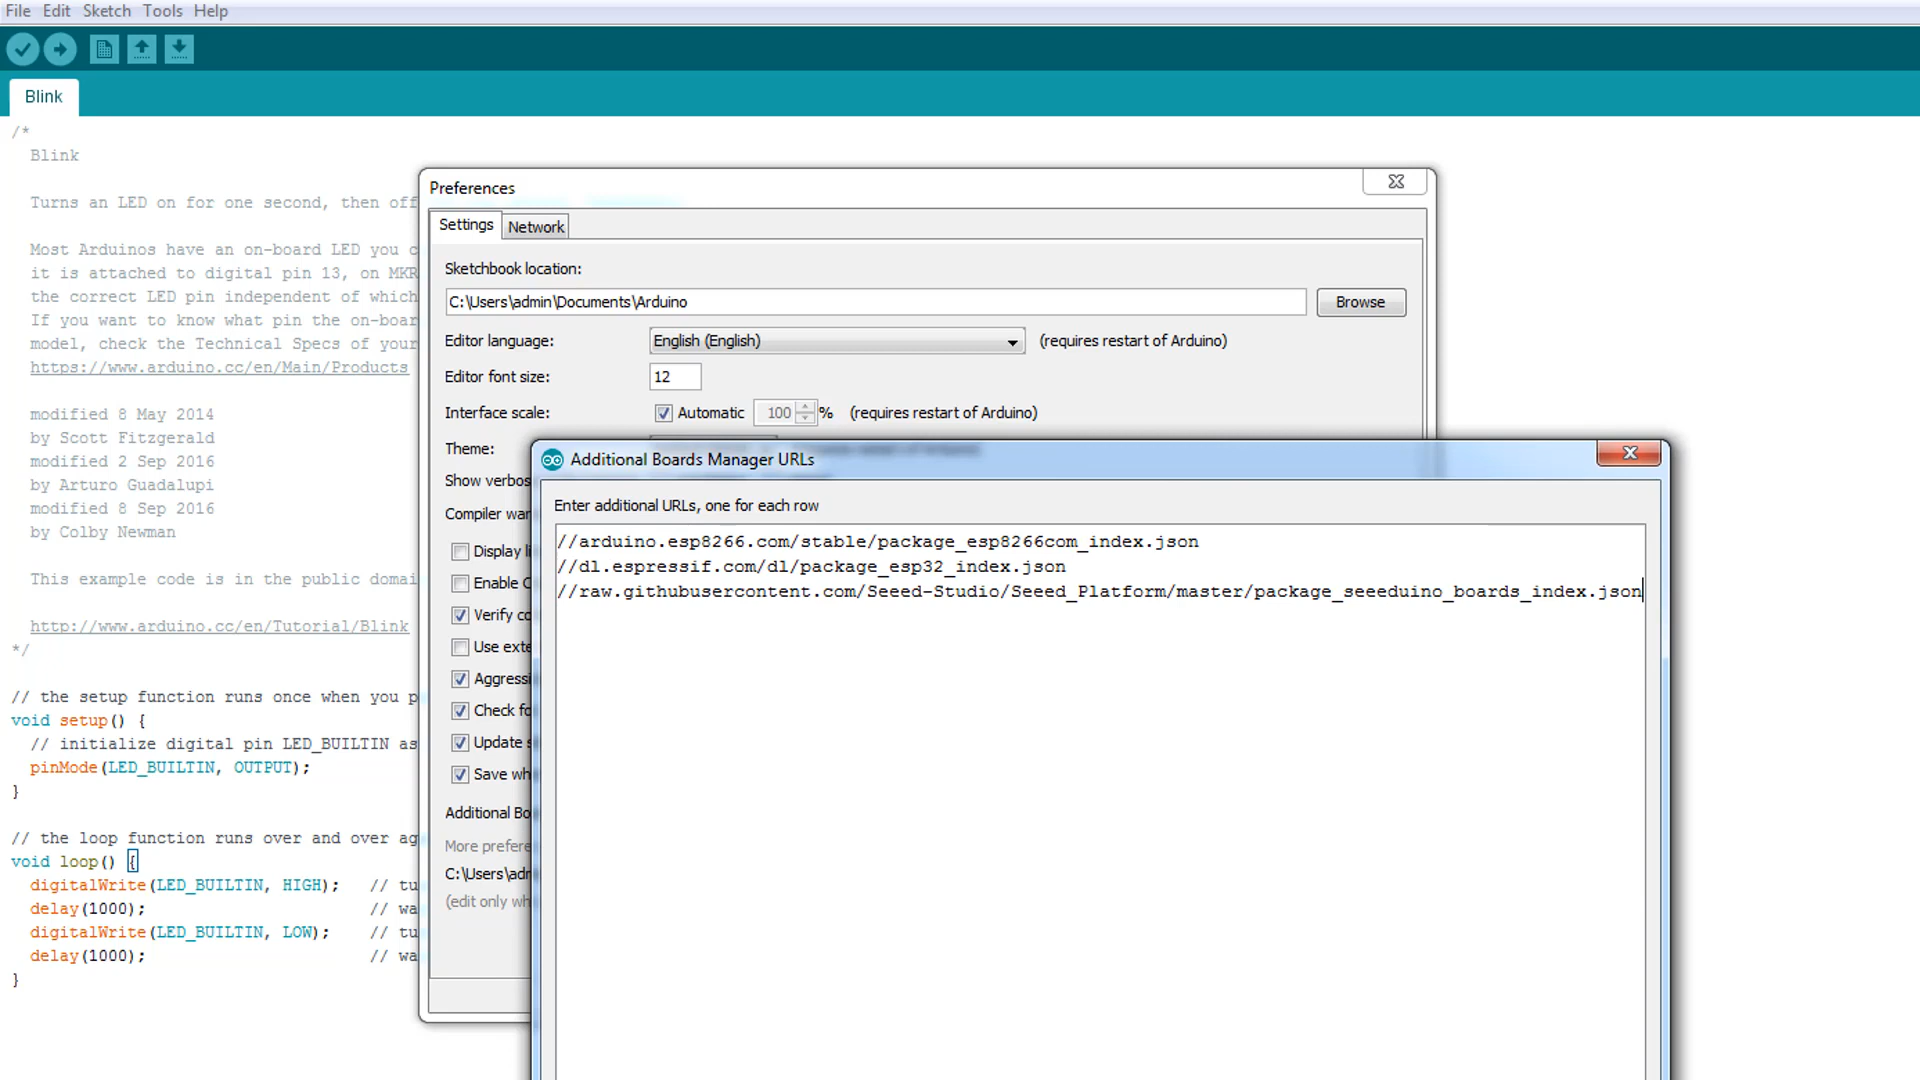 File Edit Sketch Tools Help
Blink
/*
Blink
Turns an LED on for one second, then off
Most Arduinos have an on-board LED you c
it is attached to digital pin 13, on MKR
the correct LED pin independent of which
If you want to know what pin the on-boar
model, check the Technical Specs of your
https://www.arduino.cc/en/Main/Products
modified 8 May 2014
by Scott Fitzgerald
modified 2 Sep 2016
by Arturo Guadalupi
modified 8 Sep 2016
by Colby Newman
This example code is in the public domai
http://www.arduino.cc/en/Tutorial/Blink
*/
// the setup function runs once when you p
void setup() {
// initialize digital pin LED_BUILTIN as
pinMode(LED_BUILTIN, OUTPUT);
}
// the loop function runs over and over ag
void loop() {
digitalWrite(LED_BUILTIN, HIGH); // tu
delay(1000); // wa
digitalWrite(LED_BUILTIN, LOW); // tu
delay(1000); // wa
}
Preferences
Settings Network
Sketchbook location:
C:\Users\admin\Documents\Arduino Browse
Editor language: English (English) (requires restart of Arduino)
Editor font size: 12
Interface scale: Automatic 100 % (requires restart of Arduino)
Theme:
Show verbos
Compiler war
Display li
Enable C
Verify co
Use exte
Aggressi
Check fo
Update s
Save wh
Additional Bo
More prefere
C:\Users\adm
(edit only wh
Additional Boards Manager URLs
Enter additional URLs, one for each row
//arduino.esp8266.com/stable/package_esp8266com_index.json
//dl.espressif.com/dl/package_esp32_index.json
//raw.githubusercontent.com/Seeed-Studio/Seeed_Platform/master/package_seeeduino_boards_index.json